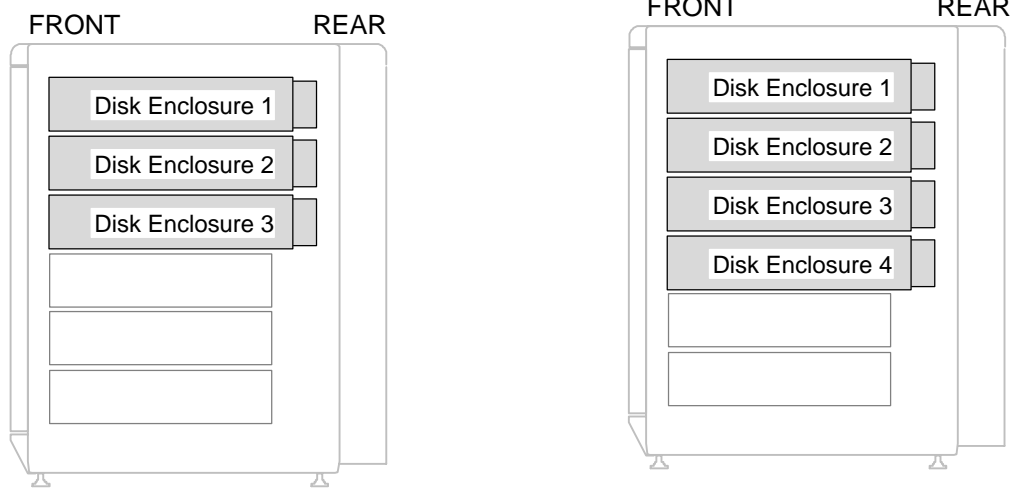 FRONT REAR
Disk Enclosure 1
Disk Enclosure 2
Disk Enclosure 3
FRONT REAR
Disk Enclosure 1
Disk Enclosure 2
Disk Enclosure 3
Disk Enclosure 4